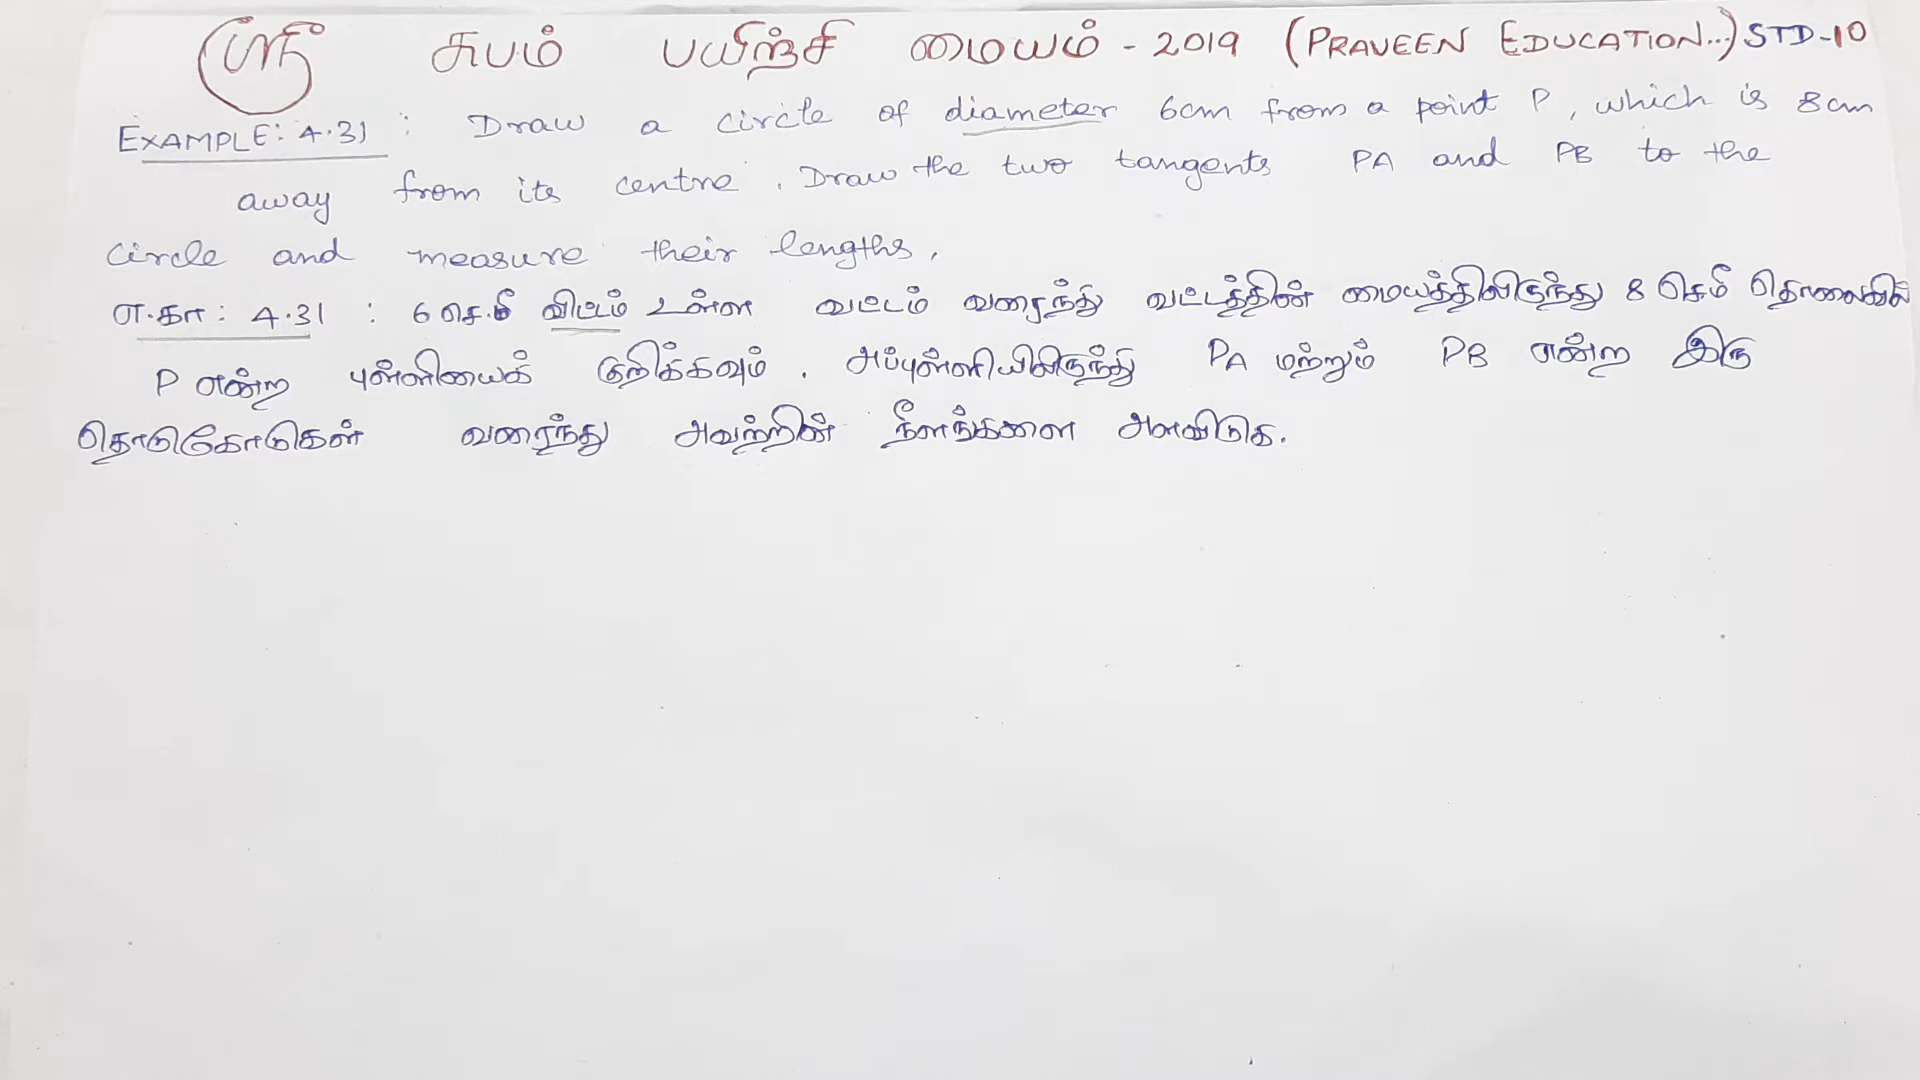 ஸ்ரீ சுபம் பயிற்சி மையம் - 2019 (PRAVEEN EDUCATION...) STD-10
EXAMPLE: 4.31 : Draw a circle of diameter 6cm from a point P, which is 8cm
away from its centre. Draw the two tangents PA and PB to the
circle and measure their lengths.
எ.கா: 4.31 : 6 செ.மீ விட்டம் உள்ள வட்டம் வரைந்து வட்டத்தின் மையத்திலிருந்து 8 செமீ தொலைவில்
P என்ற புள்ளியைக் குறிக்கவும். அப்புள்ளியிலிருந்து PA மற்றும் PB என்ற இரு
தொடுகோடுகள் வரைந்து அவற்றின் நீளங்களை அளவிடுக.